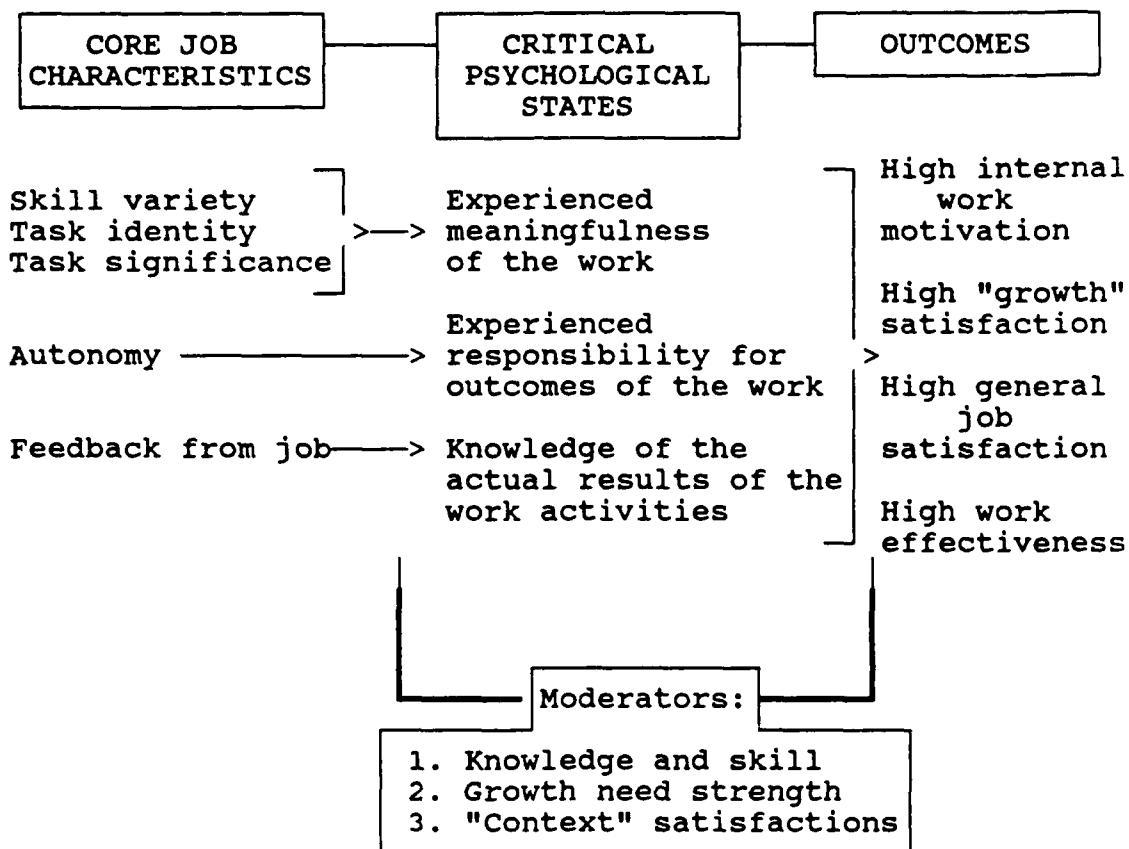 CORE JOB
CHARACTERISTICS
CRITICAL
PSYCHOLOGICAL
STATES
OUTCOMES
Skill variety
Task identity
Task significance
Experienced
meaningfulness
of the work
Autonomy
Experienced
responsibility for
outcomes of the work
Feedback from job
Knowledge of the
actual results of the
work activities
High internal
work
motivation
High "growth"
satisfaction
High general
job
satisfaction
High work
effectiveness
Moderators:
1. Knowledge and skill
2. Growth need strength
3. "Context" satisfactions